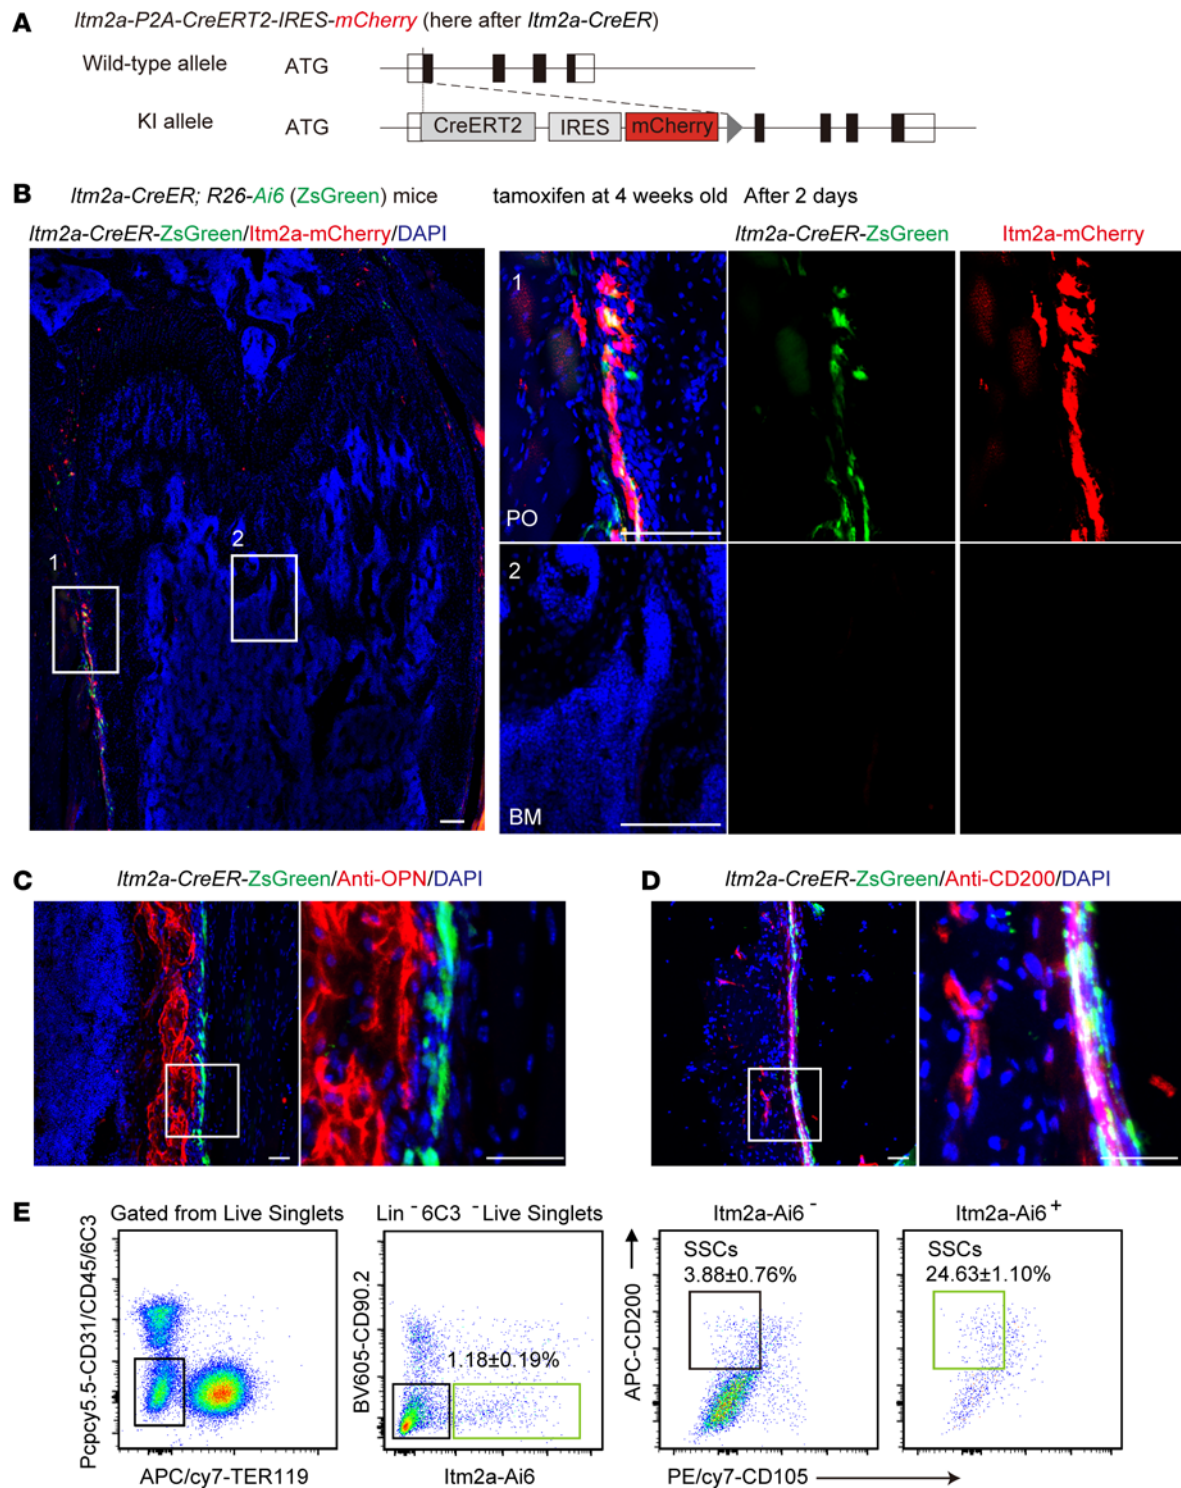 A Itm2a-P2A-CreERT2-IRES-mCherry (here after Itm2a-CreER)
Wild-type allele ATG
KI allele ATG CreERT2 IRES mCherry
B Itm2a-CreER; R26-Ai6 (ZsGreen) mice tamoxifen at 4 weeks old After 2 days
Itm2a-CreER-ZsGreen/Itm2a-mCherry/DAPI Itm2a-CreER-ZsGreen Itm2a-mCherry
1
PO
2
1
2
BM
C Itm2a-CreER-ZsGreen/Anti-OPN/DAPI
D Itm2a-CreER-ZsGreen/Anti-CD200/DAPI
E Gated from Live Singlets
Pcpcy5.5-CD31/CD45/6C3
APC/cy7-TER119
Lin - 6C3 - Live Singlets
BV605-CD90.2
1.18±0.19%
Itm2a-Ai6
Itm2a-Ai6 -
APC-CD200
SSCs
3.88±0.76%
PE/cy7-CD105
Itm2a-Ai6 +
SSCs
24.63±1.10%